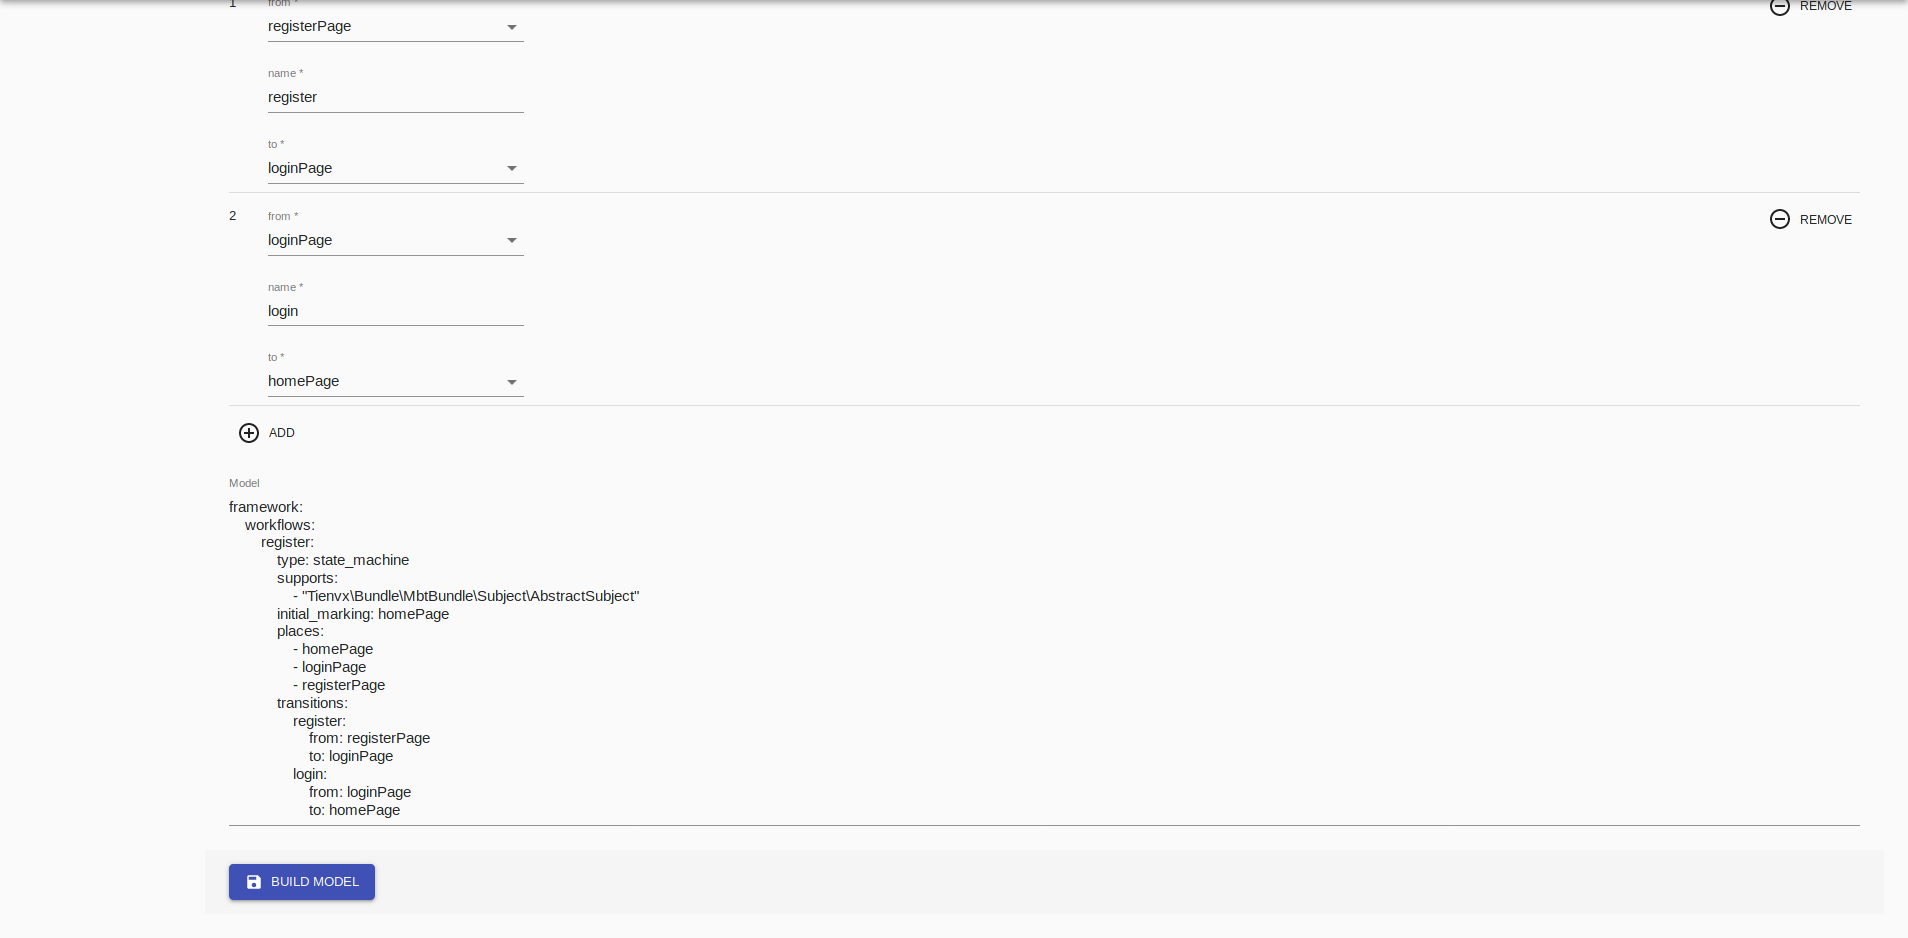 1
from *
REMOVE
registerPage
name *
register
to *
loginPage
2
from *
REMOVE
loginPage
name *
login
to *
homePage
ADD
Model
framework:
    workflows:
        register:
            type: state_machine
            supports:
                - "Tienvx\Bundle\MbtBundle\Subject\AbstractSubject"
            initial_marking: homePage
            places:
                - homePage
                - loginPage
                - registerPage
            transitions:
                register:
                    from: registerPage
                    to: loginPage
                login:
                    from: loginPage
                    to: homePage
BUILD MODEL